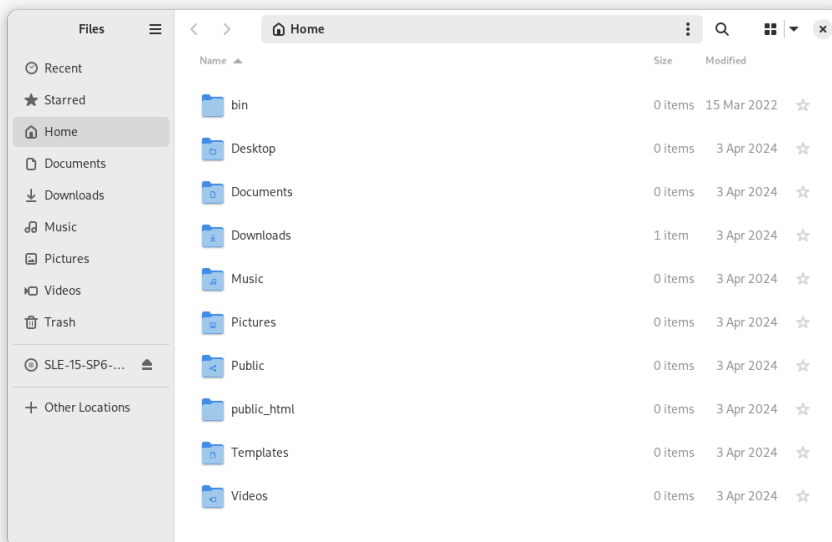 Files
Home
Name
Size
Modified
Recent
Starred
Home
Documents
Downloads
Music
Pictures
Videos
Trash
SLE-15-SP6-...
Other Locations
bin 0 items 15 Mar 2022
Desktop 0 items 3 Apr 2024
Documents 0 items 3 Apr 2024
Downloads 1 item 3 Apr 2024
Music 0 items 3 Apr 2024
Pictures 0 items 3 Apr 2024
Public 0 items 3 Apr 2024
public_html 0 items 3 Apr 2024
Templates 0 items 3 Apr 2024
Videos 0 items 3 Apr 2024